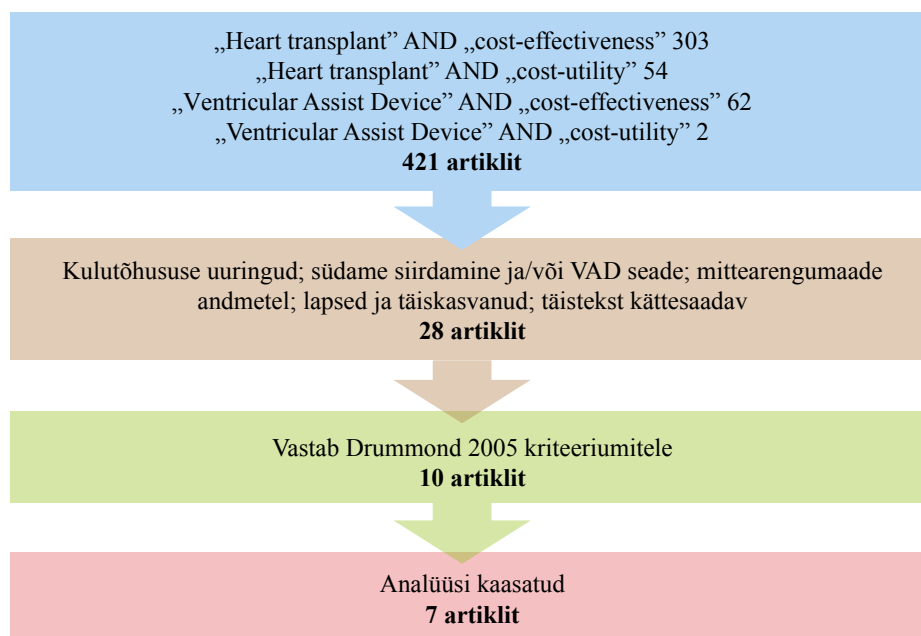 „Heart transplant” AND „cost-effectiveness” 303
„Heart transplant” AND „cost-utility” 54
„Ventricular Assist Device” AND „cost-effectiveness” 62
„Ventricular Assist Device” AND „cost-utility” 2
421 artiklit
Kulutõhususe uuringud; südame siirdamine ja/või VAD seade; mittearengumaade
andmetel; lapsed ja täiskasvanud; täistekst kättesaadav
28 artiklit
Vastab Drummond 2005 kriteeriumitele
10 artiklit
Analüüsi kaasatud
7 artiklit